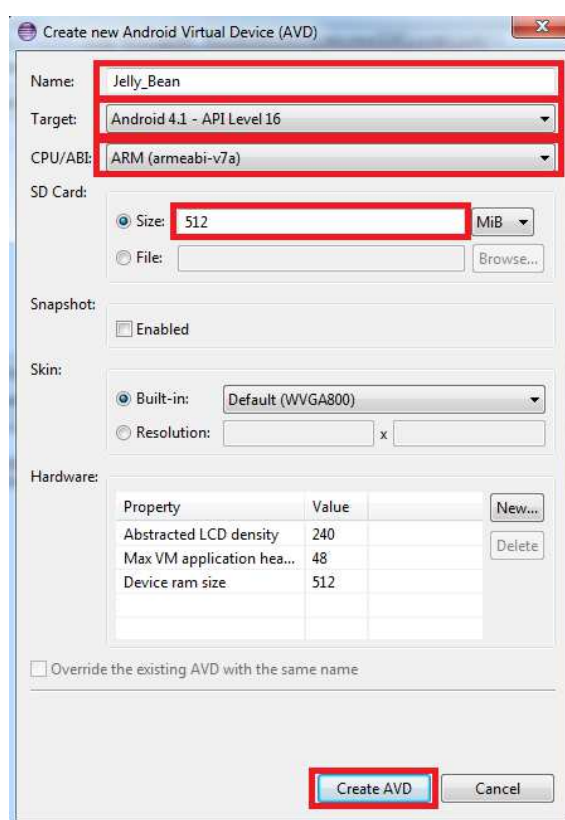 Create new Android Virtual Device (AVD)
Name: Jelly_Bean
Target: Android 4.1 - API Level 16
CPU/ABI: ARM (armeabi-v7a)
SD Card:
Size: 512 MiB
File: Browse...
Snapshot:
Enabled
Skin:
Built-in: Default (WVGA800)
Resolution: x
Hardware:
Property Value New...
Abstracted LCD density 240 Delete
Max VM application hea... 48
Device ram size 512
Override the existing AVD with the same name
Create AVD Cancel